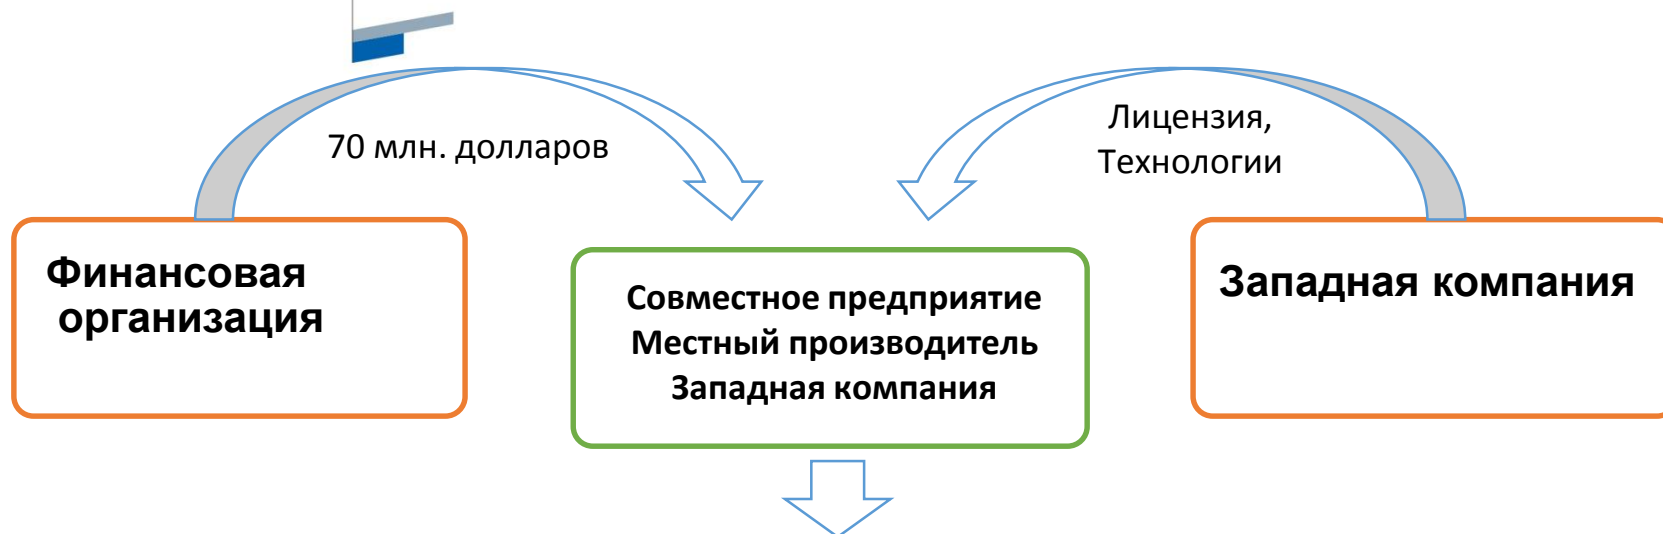 70 млн. долларов
Лицензия,
Технологии
Финансовая
организация
Совместное предприятие
Местный производитель
Западная компания
Западная компания